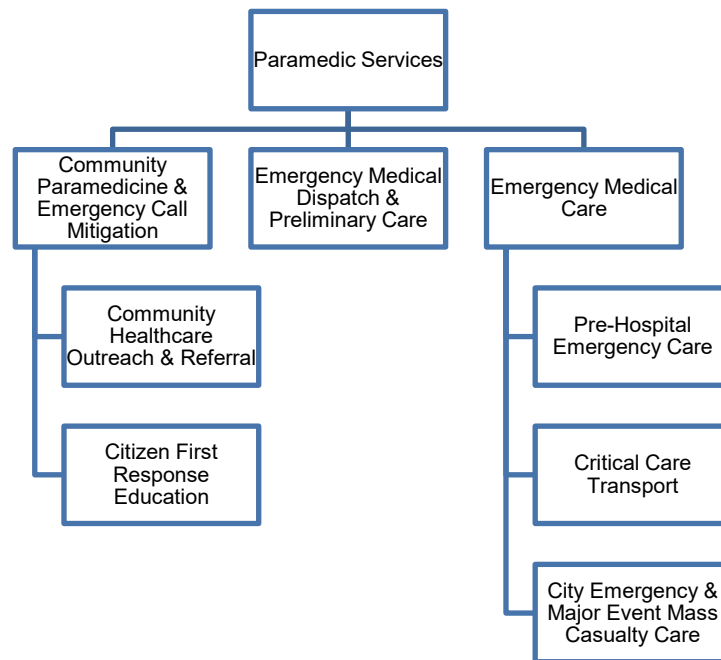 Paramedic Services
Community
Paramedicine &
Emergency Call
Mitigation
Emergency Medical
Dispatch &
Preliminary Care
Emergency Medical
Care
Community
Healthcare
Outreach & Referral
Citizen First
Response
Education
Pre-Hospital
Emergency Care
Critical Care
Transport
City Emergency &
Major Event Mass
Casualty Care